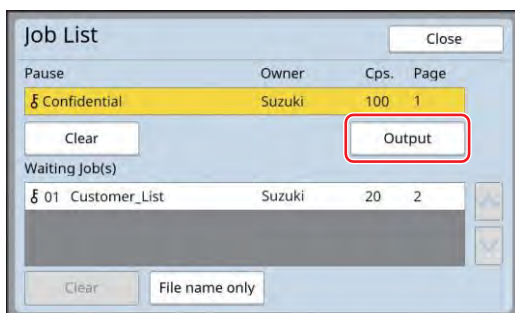 Job List Close
Pause Owner Cps. Page
Confidential Suzuki 100 1
Clear Output
Waiting Job(s)
01 Customer_List Suzuki 20 2
Clear File name only